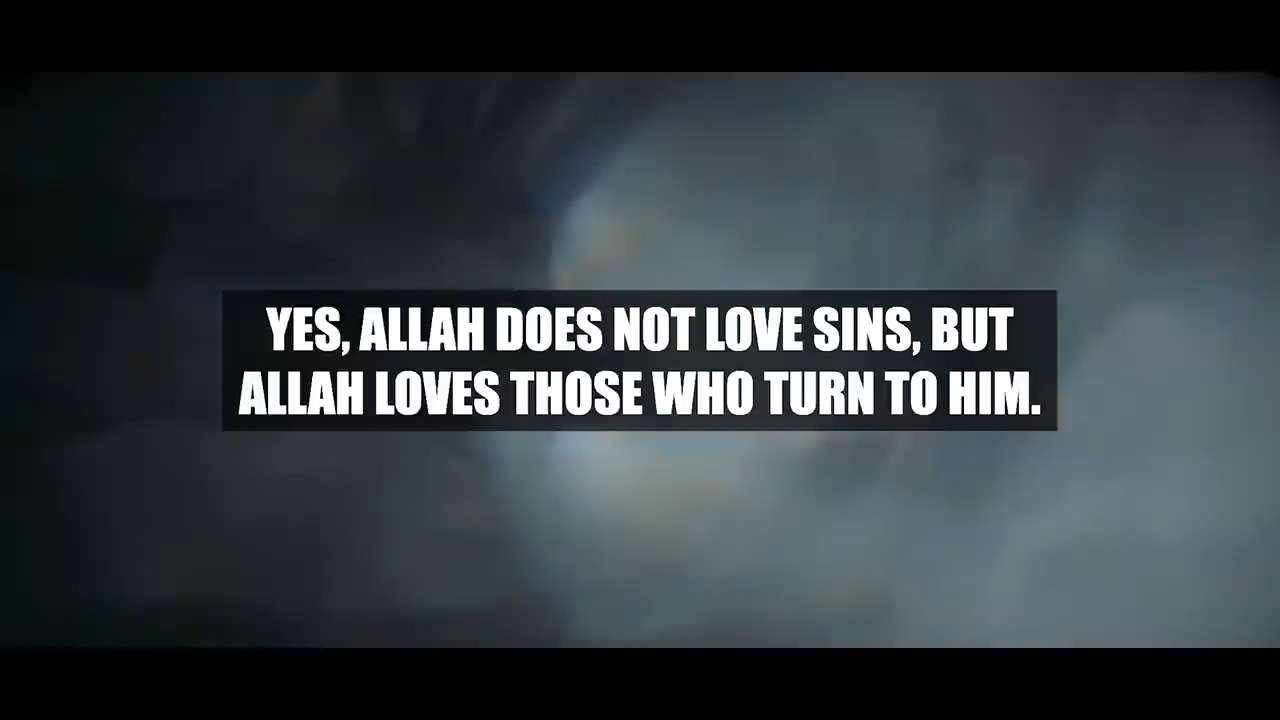 YES, ALLAH DOES NOT LOVE SINS, BUT
ALLAH LOVES THOSE WHO TURN TO HIM.